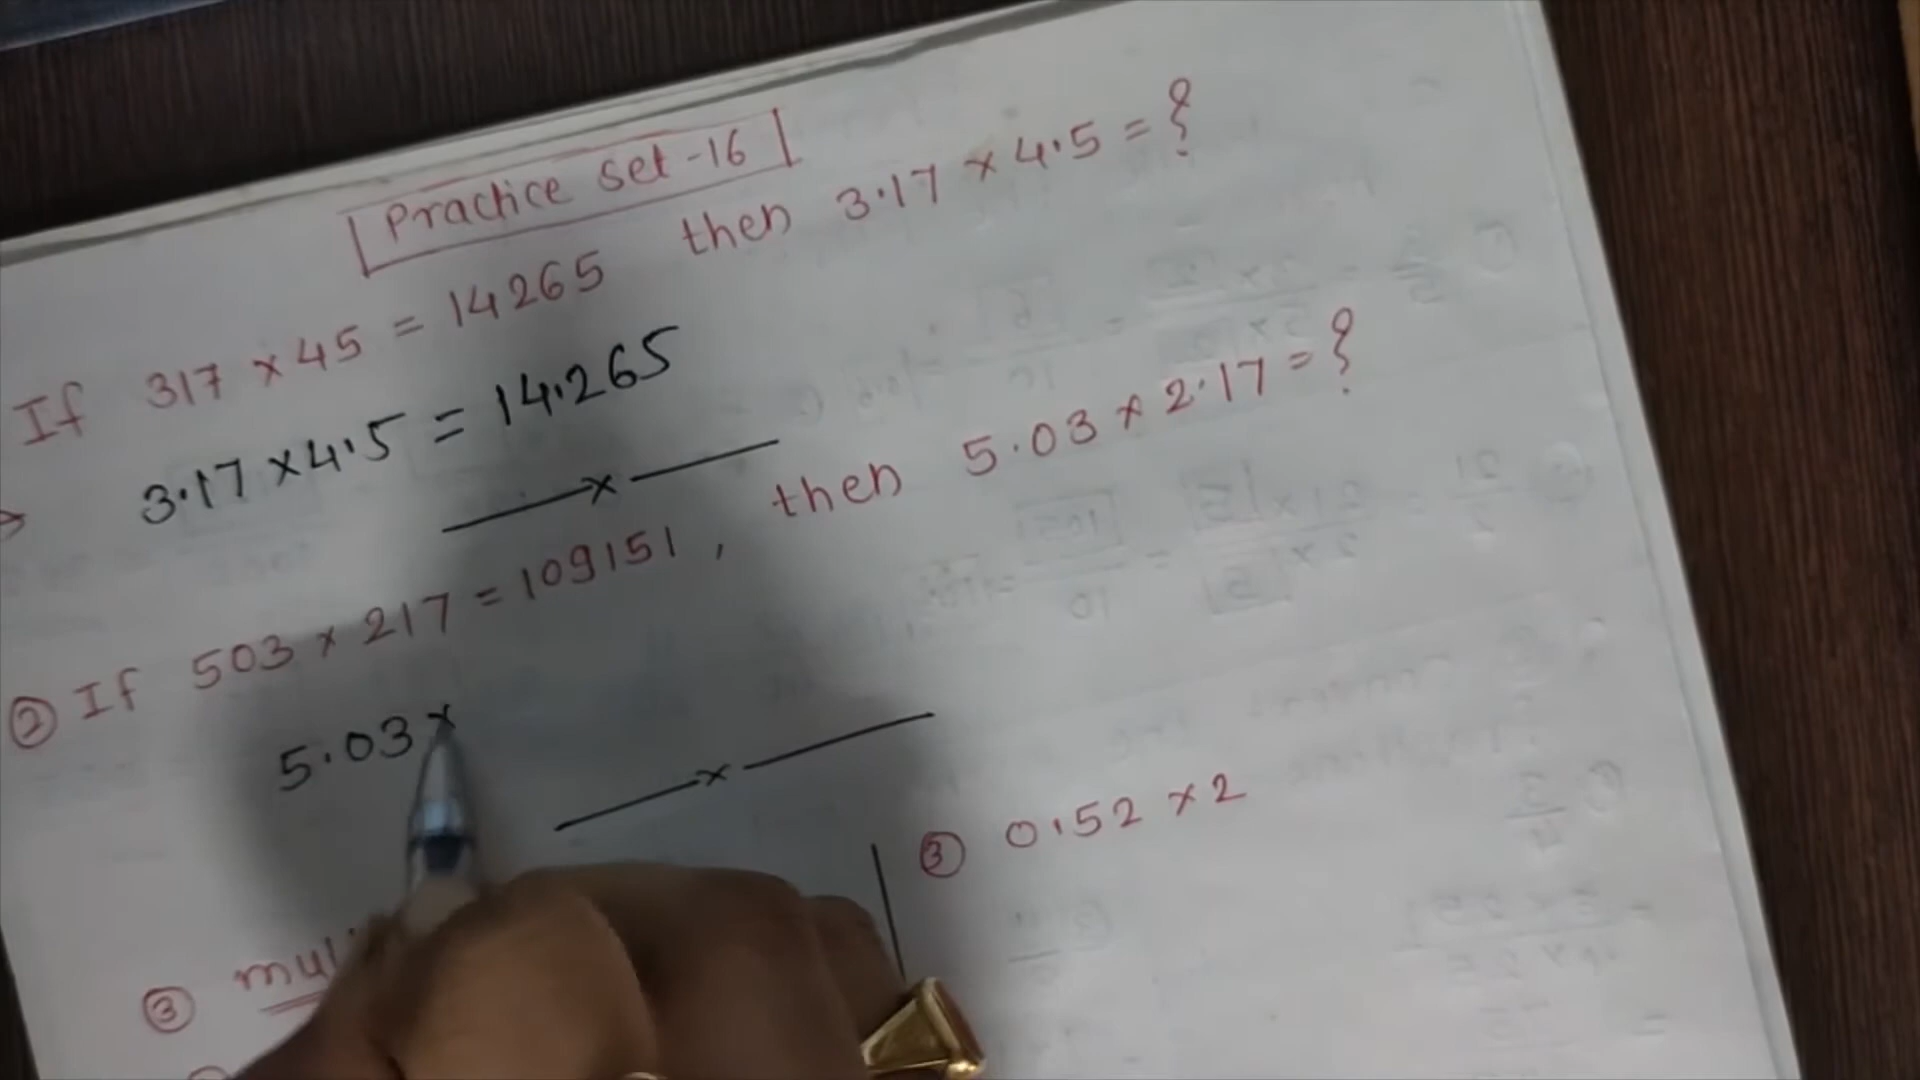 Practice set-16
If 317 × 45 = 14265 then 3.17 × 4.5 = ?
3.17 × 4.5 = 14.265
x
② If 503 × 217 = 109151, then 5.03 × 2.17 = ?
5.03 ×
x
③
③ 0.52 × 2